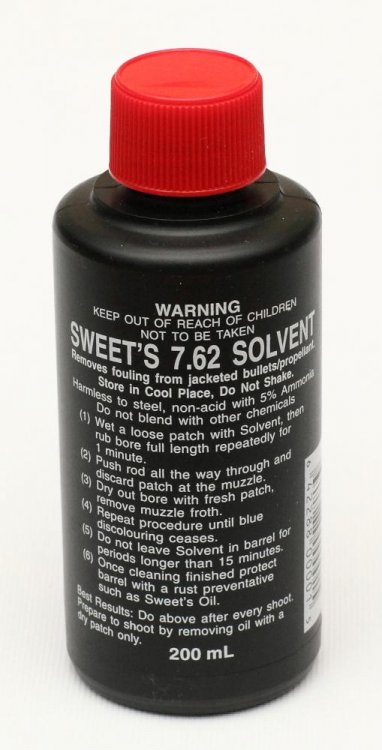 WARNING
KEEP OUT OF REACH OF CHILDREN
NOT TO BE TAKEN
SWEET'S 7.62 SOLVENT
Removes fouling from jacketed bullets/propellant.
Store in Cool Place, Do Not Shake.
Harmless to steel, non-acid with 5% Ammonia
Do not blend with other chemicals
(1) Wet a loose patch with Solvent, then
rub bore full length repeatedly for
1 minute.
(2) Push rod all the way through and
discard patch at the muzzle.
(3) Dry out bore with fresh patch,
remove muzzle froth.
(4) Repeat procedure until blue
discolouring ceases.
(5) Do not leave Solvent in barrel for
periods longer than 15 minutes.
(6) Once cleaning finished protect
barrel with a rust preventative
such as Sweet's Oil.
Best Results: Do above after every shoot.
Prepare to shoot by removing oil with a
dry patch only.
200 mL